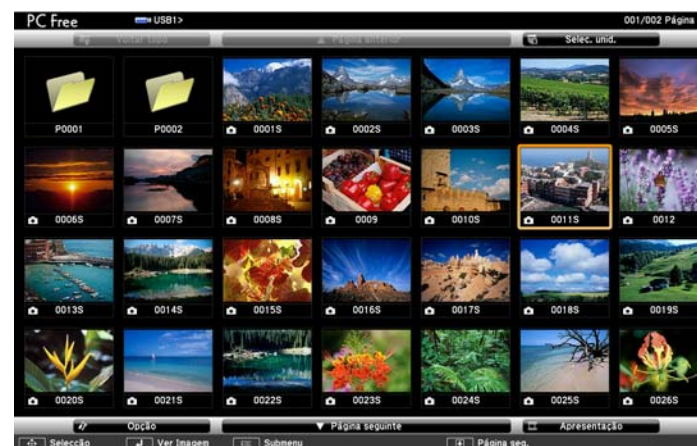 PC Free USB1> 001/002 Página
Voltar topo ▲ Página anterior Selec. unid.
P0001 P0002 0001S 0002S 0003S 0004S 0005S
0006S 0007S 0008S 0009 0010S 0011S 0012
0013S 0014S 0015S 0016S 0017S 0018S 0019S
0020S 0021S 0022S 0023S 0024S 0025S 0026S
Opção ▼ Página seguinte Apresentação
Selecção Ver Imagem Esc Submenu Página seg.